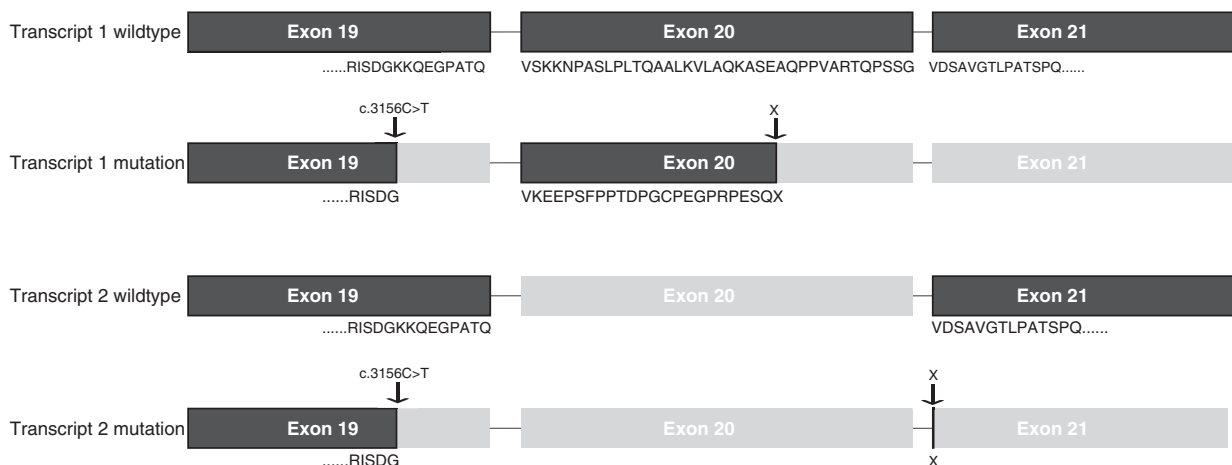 Transcript 1 wildtype Exon 19 Exon 20 Exon 21
......RISDGKKQEGPATQ VSKKNPASLPLTQAALKVLAQKASEAQPPVARTQPSSG VDSAVGTLPATSPQ......
c.3156C>T X
Transcript 1 mutation Exon 19 Exon 20 Exon 21
......RISDG VKEEPSFPPTDPGCPEGPRPESQX
Transcript 2 wildtype Exon 19 Exon 20 Exon 21
......RISDGKKQEGPATQ VDSAVGTLPATSPQ......
c.3156C>T X
Transcript 2 mutation Exon 19 Exon 20 Exon 21
......RISDG X